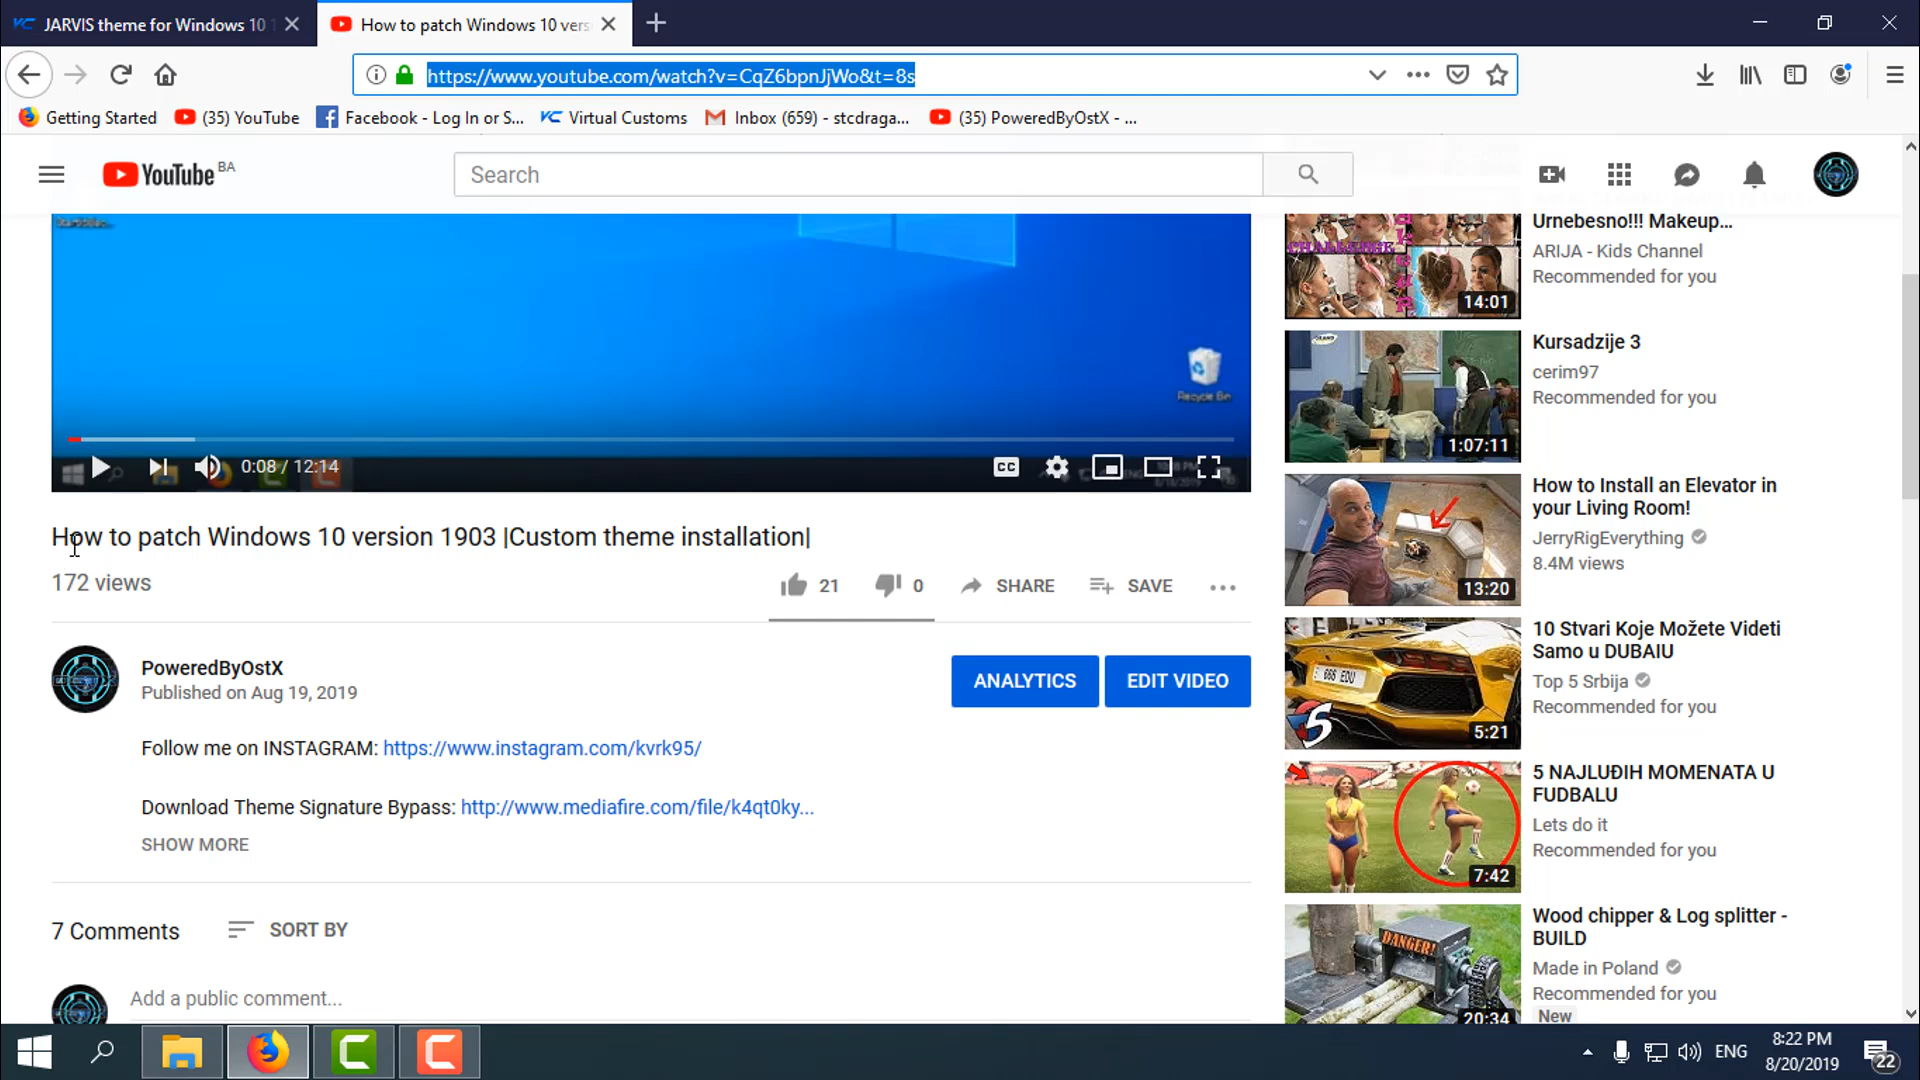 JARVIS theme for Windows 10 1
How to patch Windows 10 vers
https://www.youtube.com/watch?v=CqZ6bpnJjWo&t=8s
Getting Started
(35) YouTube
Facebook - Log In or S...
Virtual Customs
Inbox (659) - stcdraga...
(35) PoweredByOstX - ...
YouTube BA
Search
Recycle Bin
0:08 / 12:14
CC
How to patch Windows 10 version 1903 |Custom theme installation|
172 views
21
0
SHARE
SAVE
PoweredByOstX
Published on Aug 19, 2019
ANALYTICS
EDIT VIDEO
Follow me on INSTAGRAM: https://www.instagram.com/kvrk95/
Download Theme Signature Bypass: http://www.mediafire.com/file/k4qt0ky...
SHOW MORE
7 Comments
SORT BY
Add a public comment...
CHALLENGE
14:01
Urnebesno!!! Makeup...
ARIJA - Kids Channel
Recommended for you
1:07:11
Kursadzije 3
cerim97
Recommended for you
13:20
How to Install an Elevator in
your Living Room!
JerryRigEverything
8.4M views
666 EDU
5:21
10 Stvari Koje Možete Videti
Samo u DUBAIU
Top 5 Srbija
Recommended for you
7:42
5 NAJLUĐIH MOMENATA U
FUDBALU
Lets do it
Recommended for you
DANGER!
20:34
Wood chipper & Log splitter -
BUILD
Made in Poland
Recommended for you
New
ENG
8:22 PM
8/20/2019
22